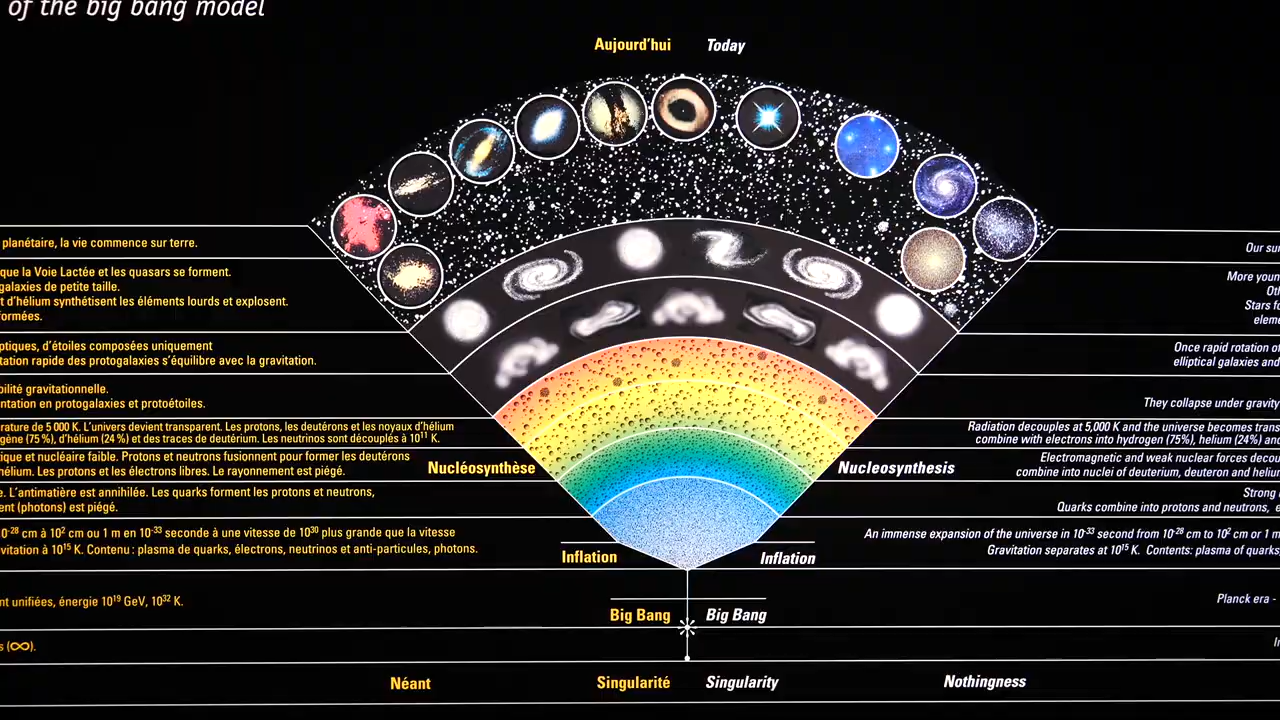 of the big bang model
Aujourd'hui Today
planétaire, la vie commence sur terre.
que la Voie Lactée et les quasars se forment.
galaxies de petite taille.
t d'hélium synthétisent les éléments lourds et explosent.
formées.
ptiques, d'étoiles composées uniquement
tation rapide des protogalaxies s'équilibre avec la gravitation.
bilité gravitationnelle.
ntation en protogalaxies et protoétoiles.
rature de 5 000 K. L'univers devient transparent. Les protons, les deutérons et les noyaux d'hélium
gène (75 %), d'hélium (24 %) et des traces de deutérium. Les neutrinos sont découplés à 10¹¹ K.
tique et nucléaire faible. Protons et neutrons fusionnent pour former les deutérons
hélium. Les protons et les électrons libres. Le rayonnement est piégé.
Nucléosynthèse
e. L'antimatière est annihilée. Les quarks forment les protons et neutrons,
ent (photons) est piégé.
0⁻²⁸ cm à 10² cm ou 1 m en 10⁻³³ seconde à une vitesse de 10³⁰ plus grande que la vitesse
vitation à 10¹⁵ K. Contenu : plasma de quarks, électrons, neutrinos et anti-particules, photons.
Inflation
nt unifiées, énergie 10¹⁹ GeV, 10³² K.
Big Bang
s (∞).
Néant
Singularité
Our su
More youn
Oth
Stars fo
eleme
Once rapid rotation of
elliptical galaxies and
They collapse under gravity
Radiation decouples at 5,000 K and the universe becomes trans
combine with electrons into hydrogen (75%), helium (24%) and
Electromagnetic and weak nuclear forces decou
combine into nuclei of deuterium, deuteron and heliu
Nucleosynthesis
Strong
Quarks combine into protons and neutrons, e
An immense expansion of the universe in 10⁻³³ second from 10⁻²⁸ cm to 10² cm or 1 m
Gravitation separates at 10¹⁵ K. Contents: plasma of quarks,
Inflation
Planck era -
Big Bang
In
Singularity
Nothingness